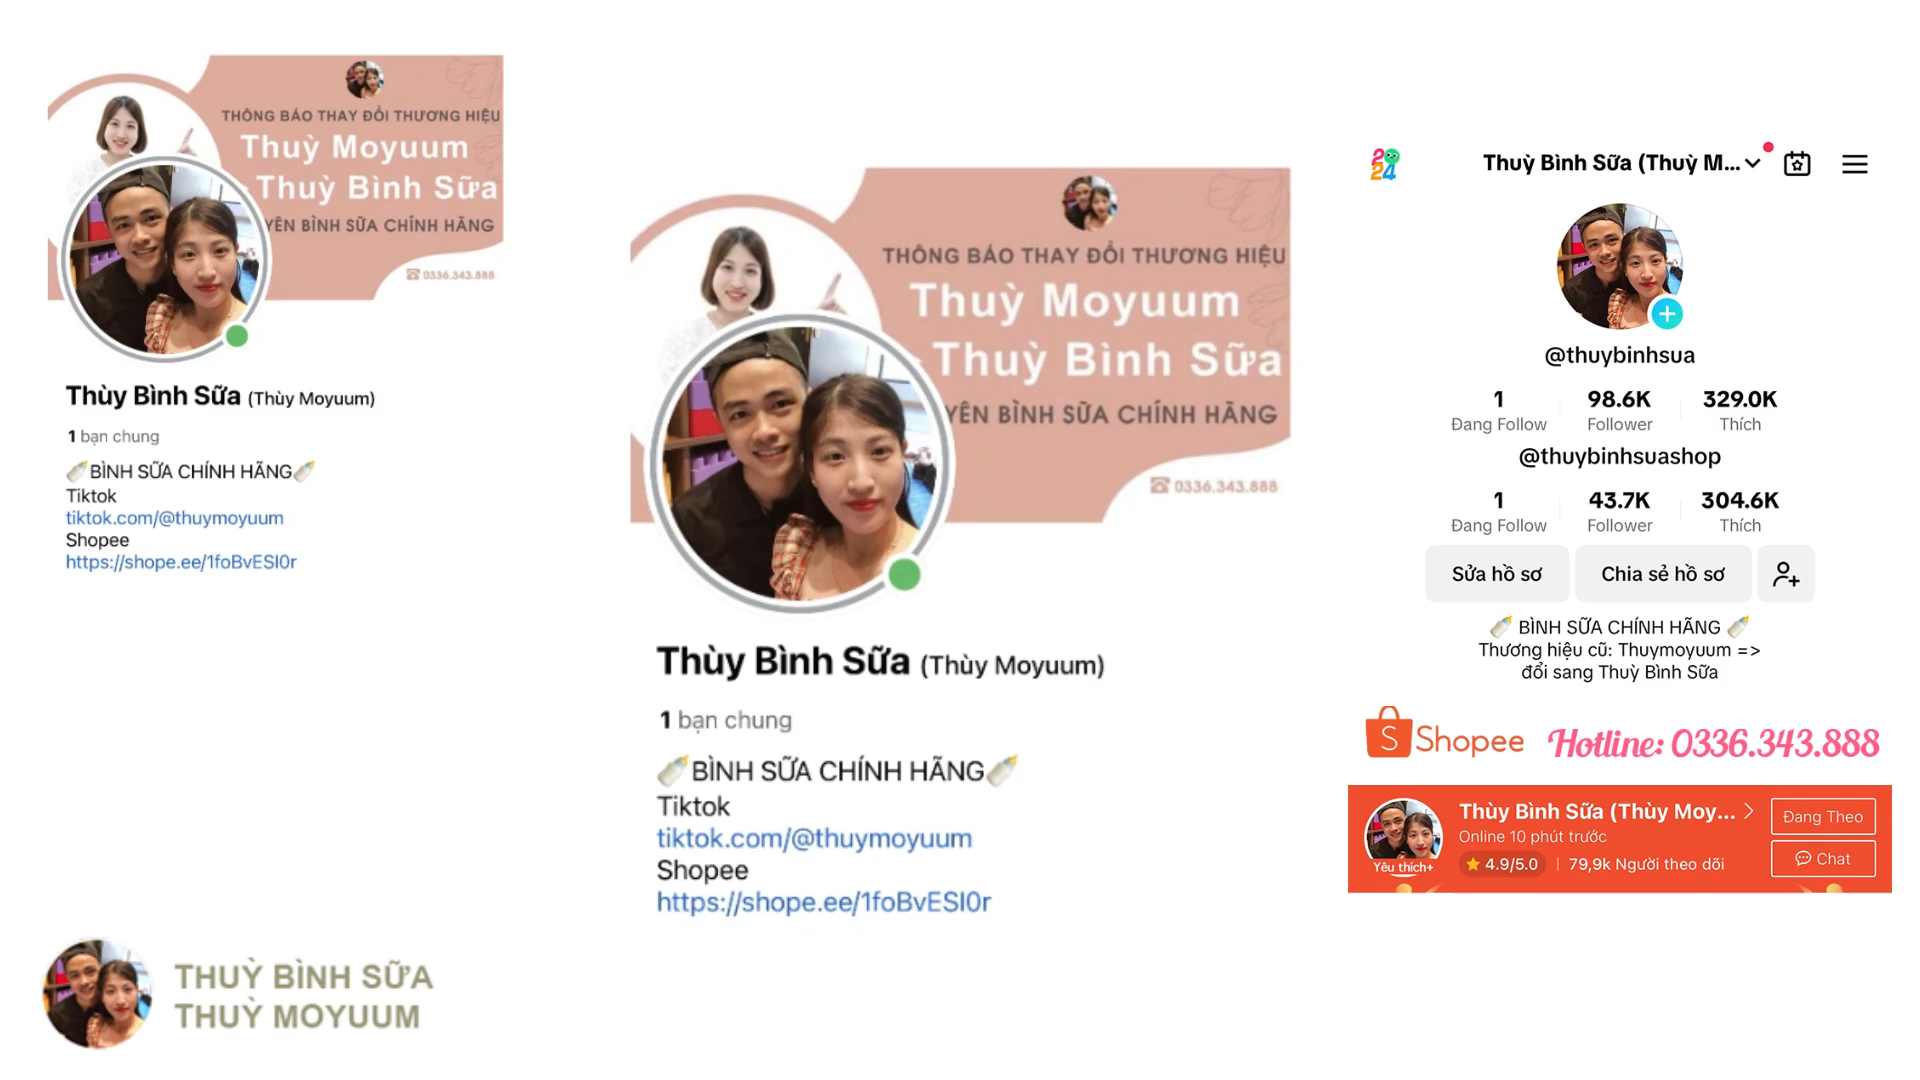 THÔNG BÁO THAY ĐỔI THƯƠNG HIỆU
Thuỳ Moyuum
Thuỳ Bình Sữa
YÊN BÌNH SỮA CHÍNH HÃNG
0336.343.888
Thùy Bình Sữa (Thùy Moyuum)
1 bạn chung
🍼BÌNH SỮA CHÍNH HÃNG🍼
Tiktok
tiktok.com/@thuymoyuum
Shopee
https://shope.ee/1foBvESI0r
THUỲ BÌNH SỮA
THUỲ MOYUUM
THÔNG BÁO THAY ĐỔI THƯƠNG HIỆU
Thuỳ Moyuum
Thuỳ Bình Sữa
YÊN BÌNH SỮA CHÍNH HÃNG
0336.343.888
Thùy Bình Sữa (Thùy Moyuum)
1 bạn chung
🍼BÌNH SỮA CHÍNH HÃNG🍼
Tiktok
tiktok.com/@thuymoyuum
Shopee
https://shope.ee/1foBvESI0r
2024
Thuỳ Bình Sữa (Thuỳ M...
@thuybinhsua
1 98.6K 329.0K
Đang Follow Follower Thích
@thuybinhsuashop
1 43.7K 304.6K
Đang Follow Follower Thích
Sửa hồ sơ Chia sẻ hồ sơ
🍼 BÌNH SỮA CHÍNH HÃNG 🍼
Thương hiệu cũ: Thuymoyuum =>
đổi sang Thuỳ Bình Sữa
Shopee Hotline: 0336.343.888
Thùy Bình Sữa (Thùy Moy... Đang Theo
Online 10 phút trước
Yêu thích+ 4.9/5.0 | 79,9k Người theo dõi Chat